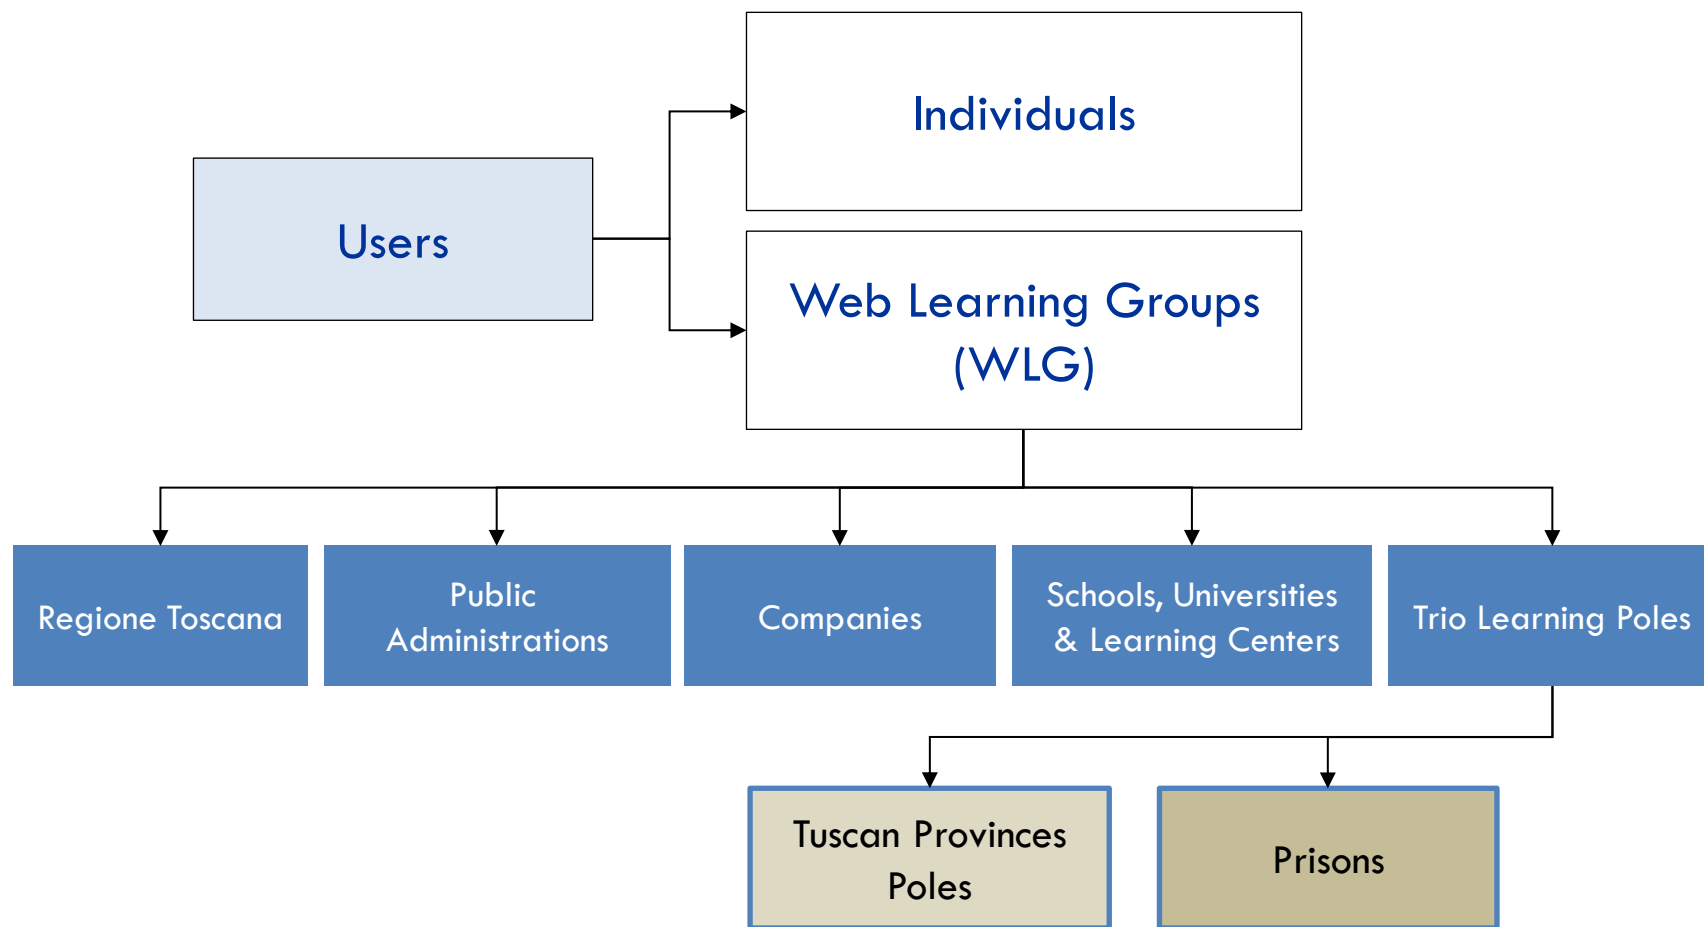 Individuals
Users
Web Learning Groups
(WLG)
Regione Toscana
Public
Administrations
Companies
Schools, Universities
& Learning Centers
Trio Learning Poles
Tuscan Provinces
Poles
Prisons